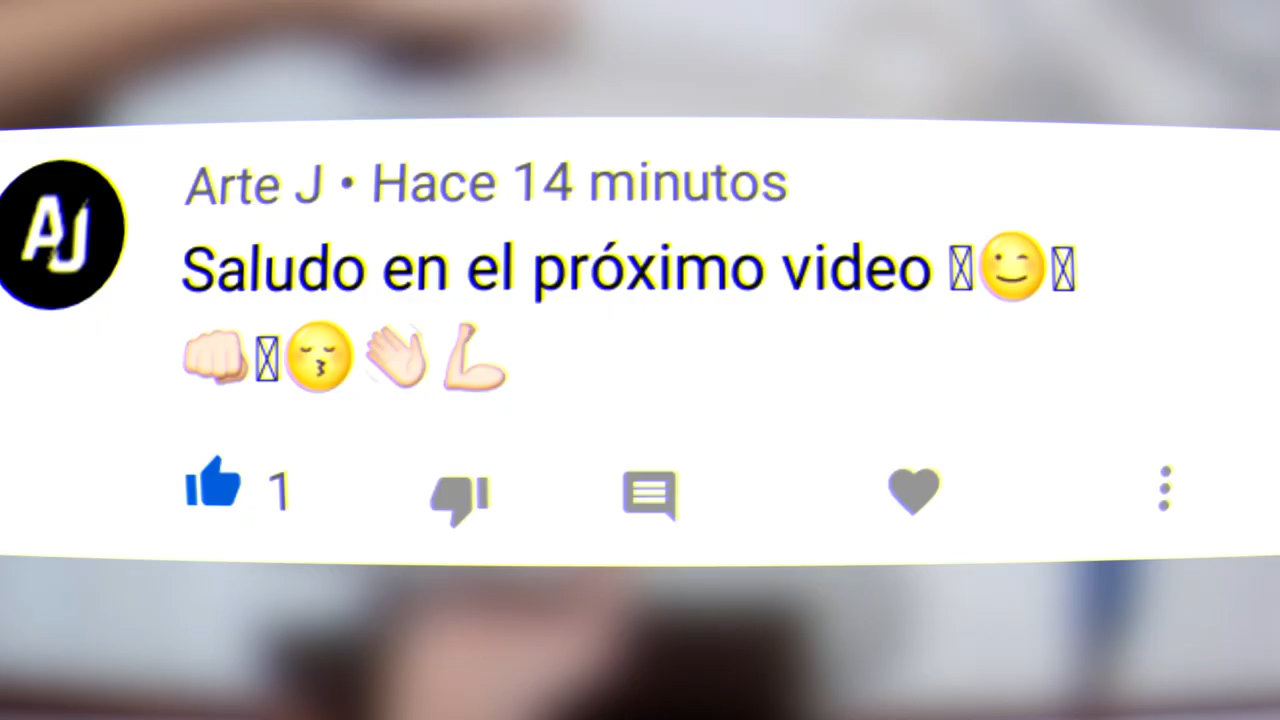 AJ
Arte J • Hace 14 minutos
Saludo en el próximo video 😉
👊🏻😚👋🏻💪🏻
1